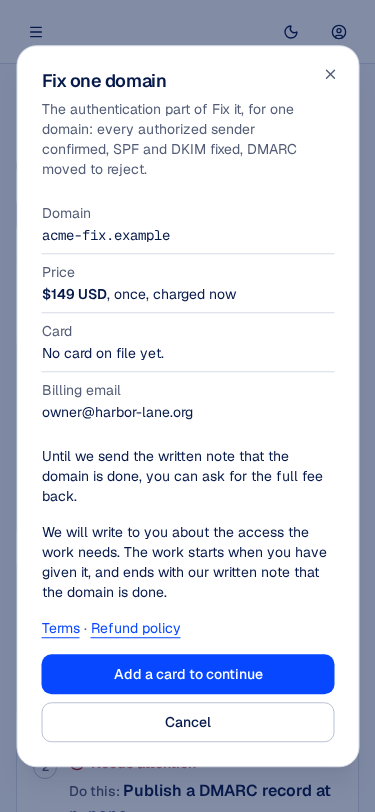 Fix one domain
The authentication part of Fix it, for one
domain: every authorized sender
confirmed, SPF and DKIM fixed, DMARC
moved to reject.
Domain
acme-fix.example
Price
$149 USD, once, charged now
Card
No card on file yet.
Billing email
owner@harbor-lane.org
Until we send the written note that the
domain is done, you can ask for the full fee
back.
We will write to you about the access the
work needs. The work starts when you have
given it, and ends with our written note that
the domain is done.
Terms · Refund policy
Add a card to continue
Cancel
2
Do this: Publish a DMARC record at